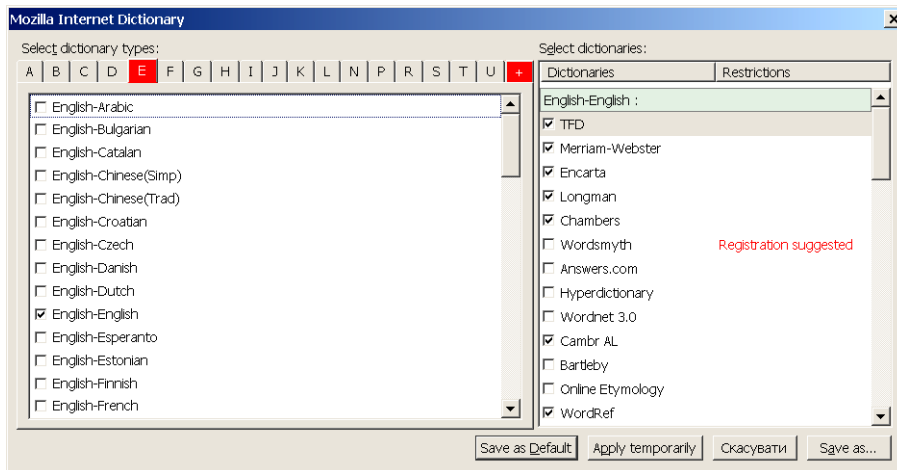 Mozilla Internet Dictionary
Select dictionary types:
A B C D E F G H I J K L N P R S T U +
English-Arabic
English-Bulgarian
English-Catalan
English-Chinese(Simp)
English-Chinese(Trad)
English-Croatian
English-Czech
English-Danish
English-Dutch
English-English
English-Esperanto
English-Estonian
English-Finnish
English-French
Select dictionaries:
Dictionaries Restrictions
English-English :
TFD
Merriam-Webster
Encarta
Longman
Chambers
Wordsmyth Registration suggested
Answers.com
Hyperdictionary
Wordnet 3.0
Cambr AL
Bartleby
Online Etymology
WordRef
Save as Default Apply temporarily Скасувати Save as...